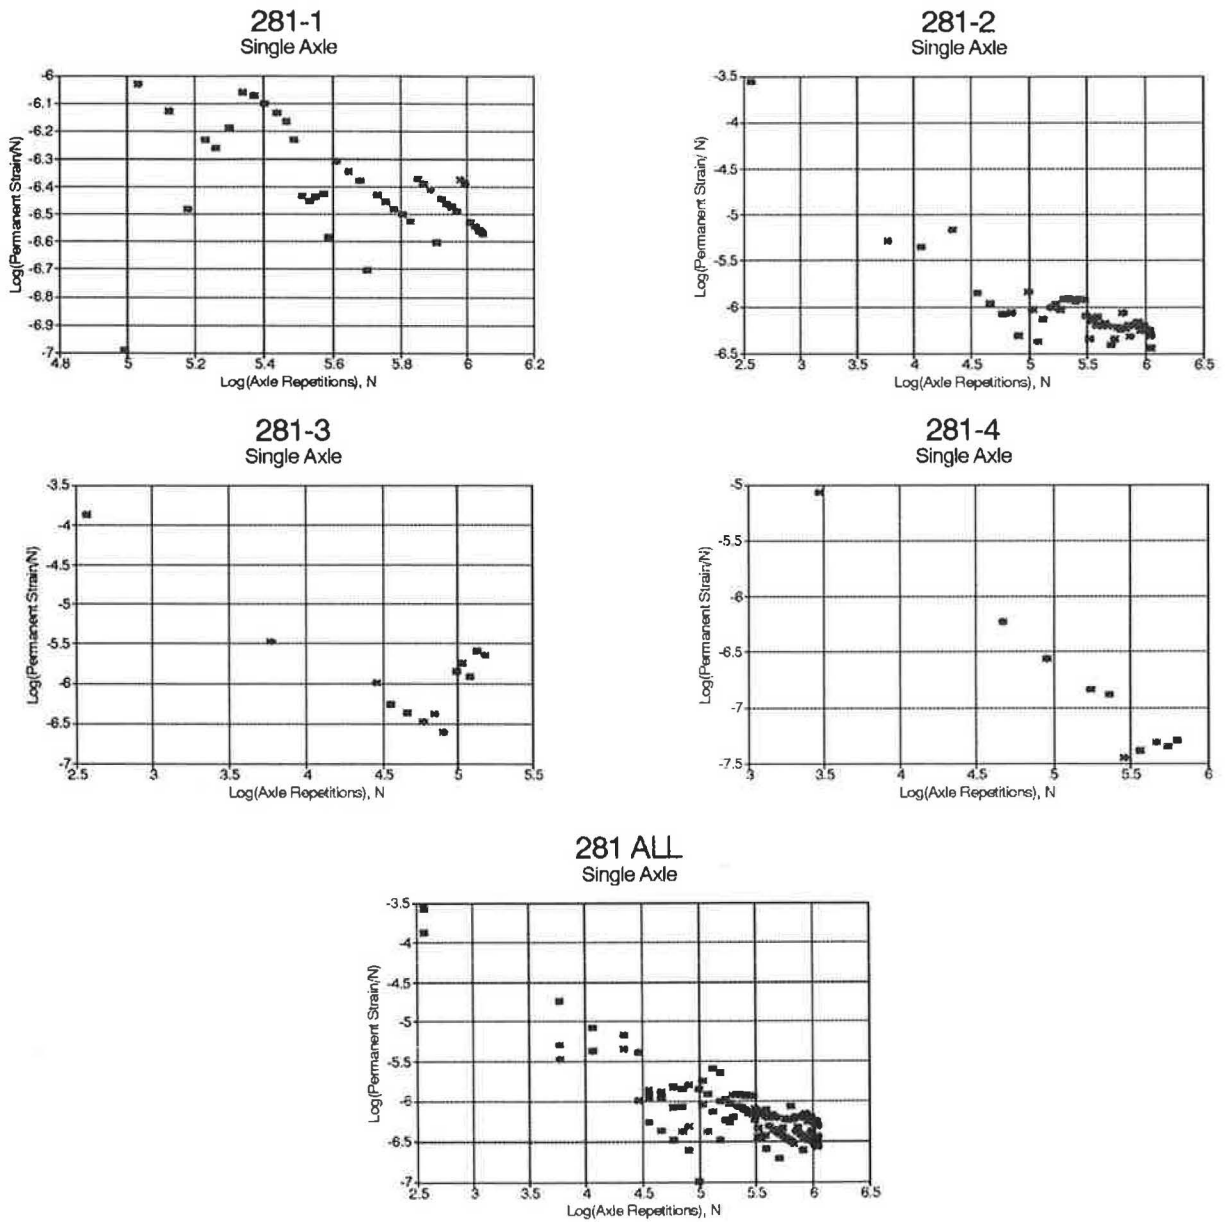 281-1
Single Axle
-6
-6.1
-6.2
-6.3
-6.4
-6.5
-6.6
-6.7
-6.8
-6.9
-7
Log(Permanent Strain/N)
4.8 5 5.2 5.4 5.6 5.8 6 6.2
Log(Axle Repetitions), N
281-2
Single Axle
-3.5
-4
-4.5
-5
-5.5
-6
-6.5
Log(Permanent Strain/ N)
2.5 3 3.5 4 4.5 5 5.5 6 6.5
Log(Axle Repetitions), N
281-3
Single Axle
-3.5
-4
-4.5
-5
-5.5
-6
-6.5
-7
Log(Permanent Strain/N)
2.5 3 3.5 4 4.5 5 5.5
Log(Axle Repetitions), N
281-4
Single Axle
-5
-5.5
-6
-6.5
-7
-7.5
Log(Permanent Strain/N)
3 3.5 4 4.5 5 5.5 6
Log(Axle Repetitions), N
281 ALL
Single Axle
-3.5
-4
-4.5
-5
-5.5
-6
-6.5
-7
Log(Permanent Strain/N)
2.5 3 3.5 4 4.5 5 5.5 6 6.5
Log(Axle Repetitions), N